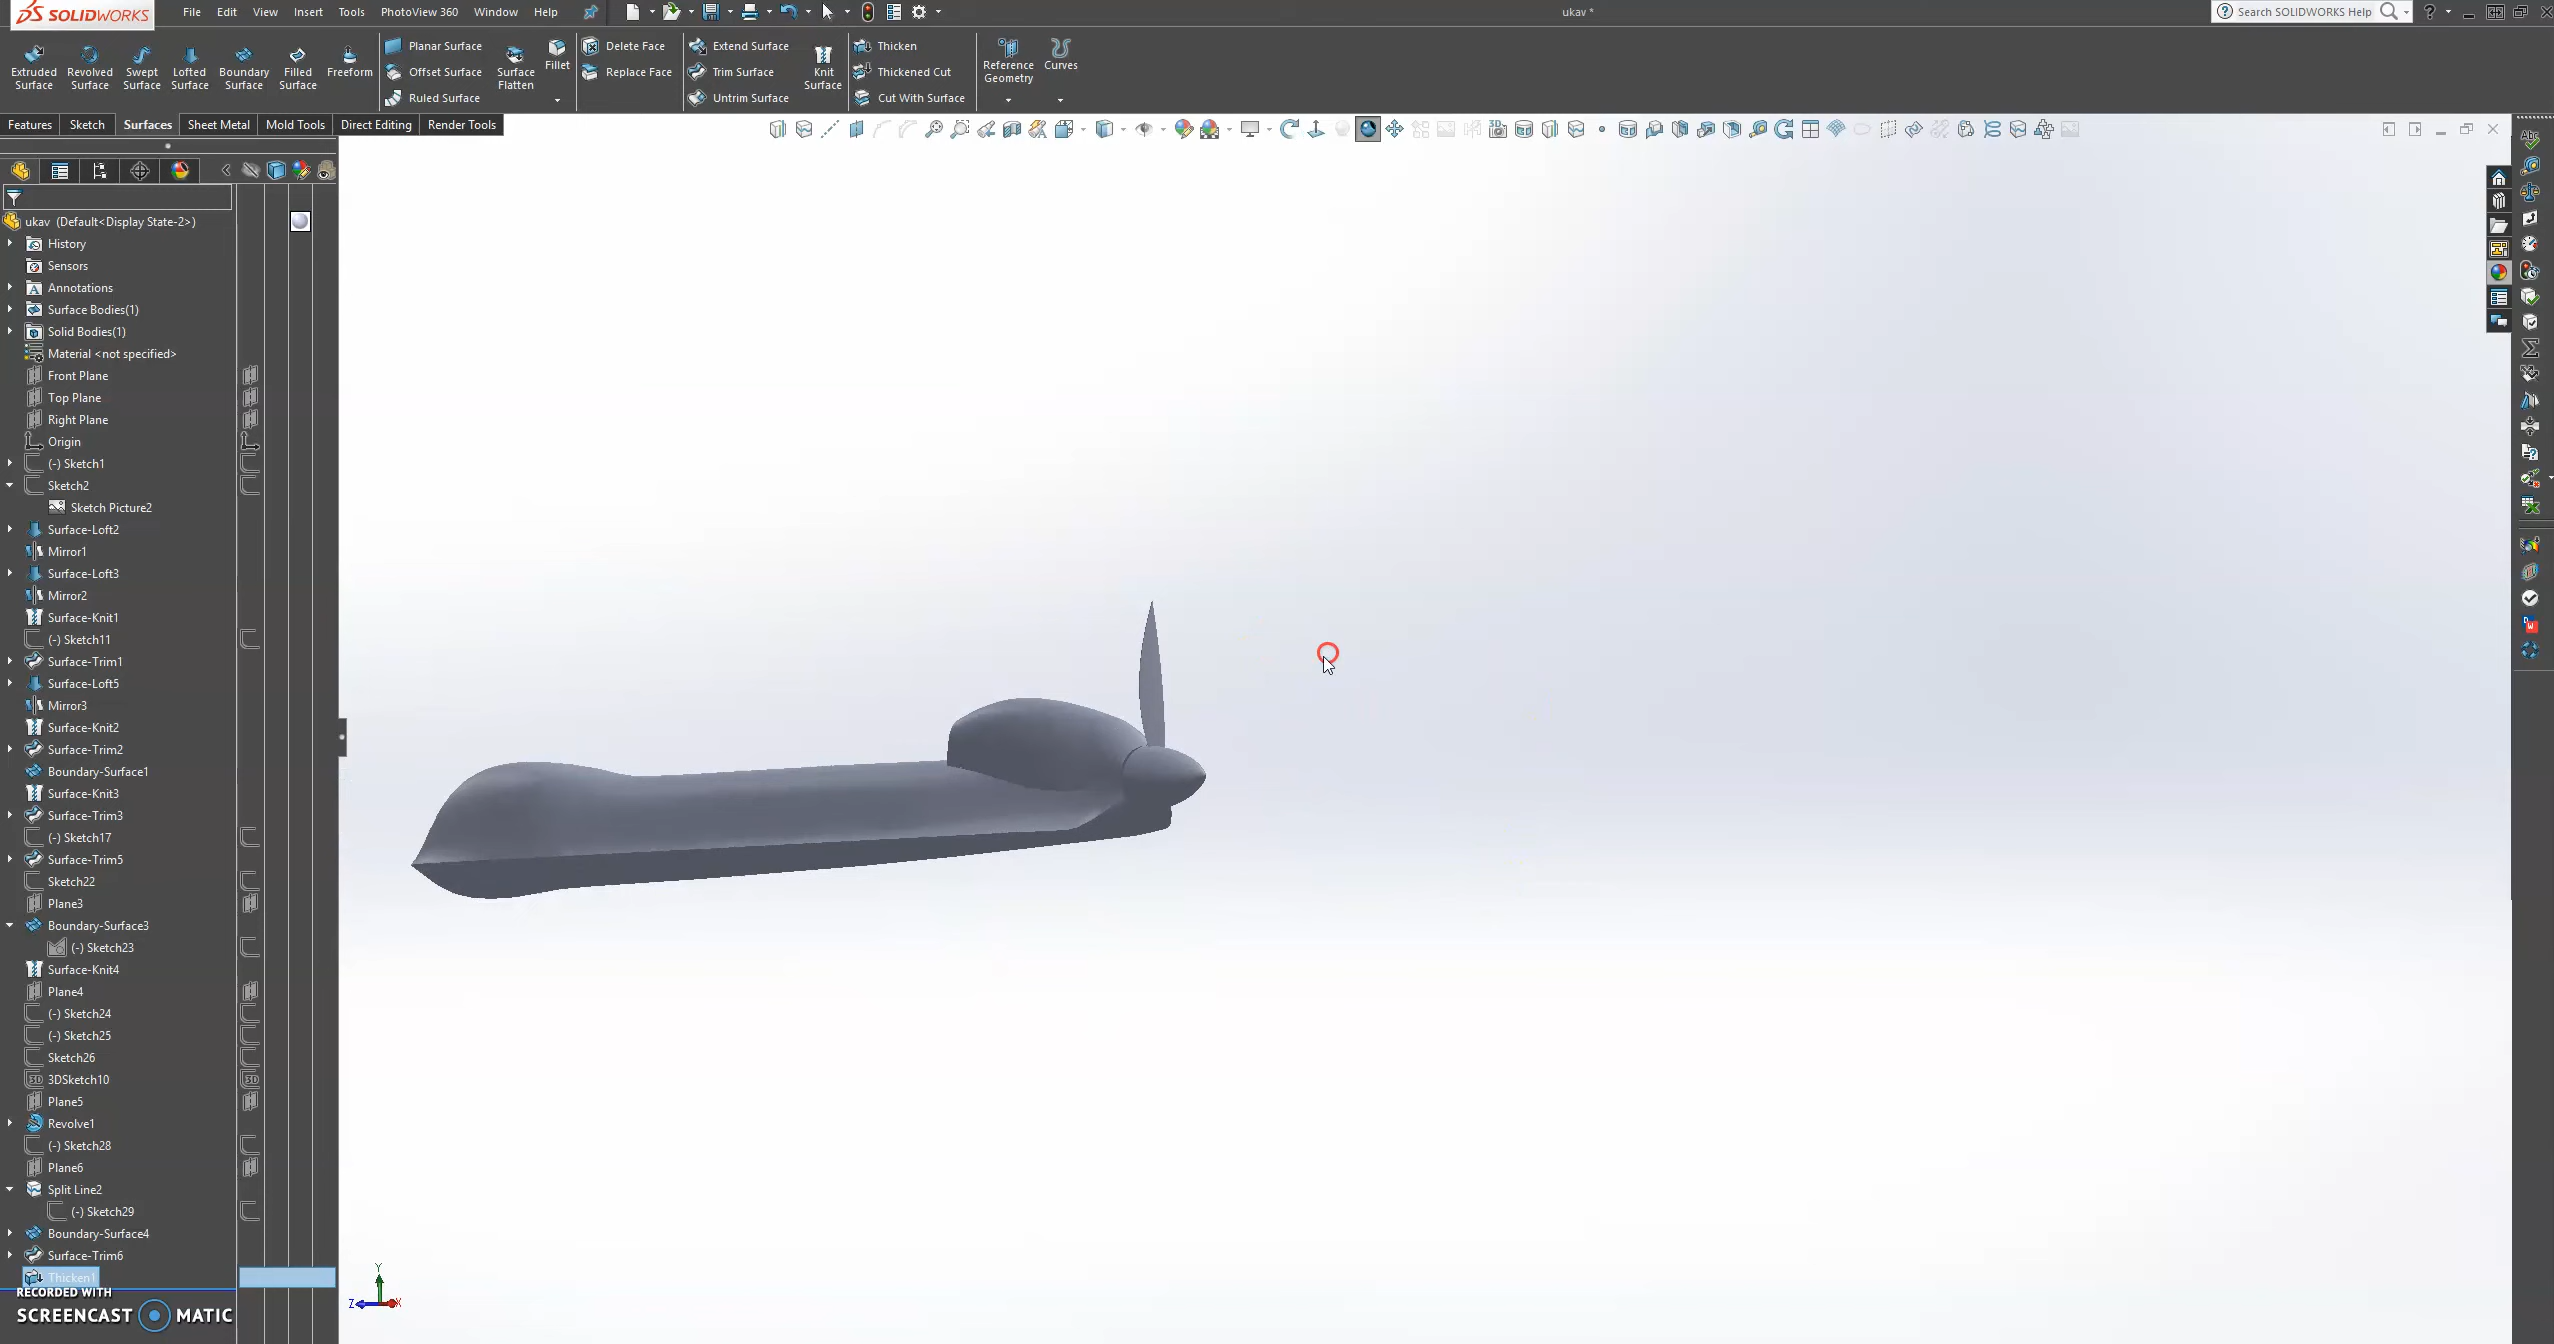 SOLIDWORKS
File Edit View Insert Tools PhotoView 360 Window Help
ukav *
Search SOLIDWORKS Help
Extruded Surface
Revolved Surface
Swept Surface
Lofted Surface
Boundary Surface
Filled Surface
Freeform
Planar Surface
Offset Surface
Ruled Surface
Surface Flatten
Fillet
Delete Face
Replace Face
Extend Surface
Trim Surface
Untrim Surface
Knit Surface
Thicken
Thickened Cut
Cut With Surface
Reference Geometry
Curves
Features Sketch Surfaces Sheet Metal Mold Tools Direct Editing Render Tools
ukav (Default<Display State-2>)
History
Sensors
Annotations
Surface Bodies(1)
Solid Bodies(1)
Material <not specified>
Front Plane
Top Plane
Right Plane
Origin
(-) Sketch1
Sketch2
Sketch Picture2
Surface-Loft2
Mirror1
Surface-Loft3
Mirror2
Surface-Knit1
(-) Sketch11
Surface-Trim1
Surface-Loft5
Mirror3
Surface-Knit2
Surface-Trim2
Boundary-Surface1
Surface-Knit3
Surface-Trim3
(-) Sketch17
Surface-Trim5
Sketch22
Plane3
Boundary-Surface3
(-) Sketch23
Surface-Knit4
Plane4
(-) Sketch24
(-) Sketch25
Sketch26
3DSketch10
Plane5
Revolve1
(-) Sketch28
Plane6
Split Line2
(-) Sketch29
Boundary-Surface4
Surface-Trim6
Thicken1
RECORDED WITH
SCREENCAST MATIC
Y
Z X